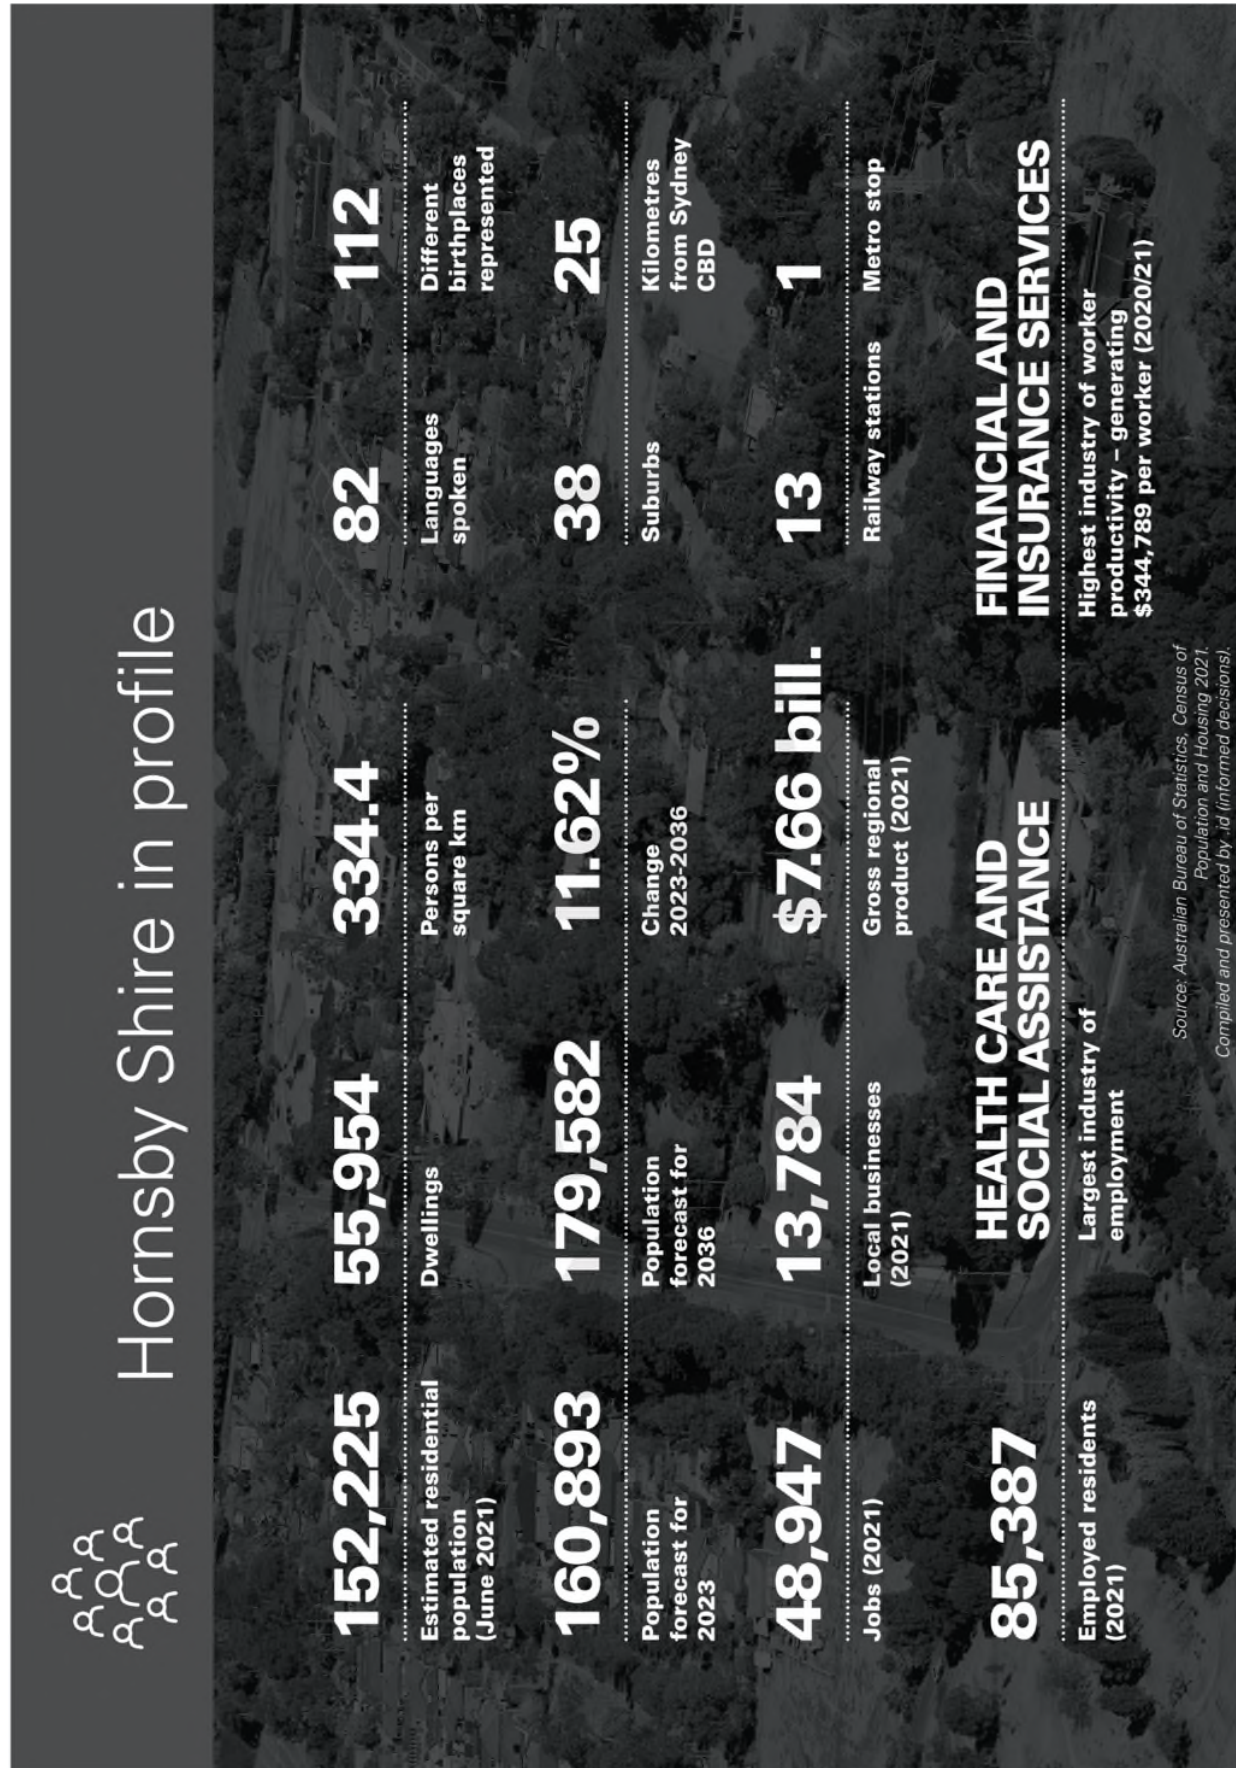 Hornsby Shire in profile
152,225
Estimated residential
population
(June 2021)
55,954
Dwellings
334.4
Persons per
square km
82
Languages
spoken
112
Different
birthplaces
represented
160,893
Population
forecast for
2023
179,582
Population
forecast for
2036
11.62%
Change
2023-2036
38
Suburbs
25
Kilometres
from Sydney
CBD
48,947
Jobs (2021)
13,784
Local businesses
(2021)
$7.66 bill.
Gross regional
product (2021)
13
Railway stations
1
Metro stop
85,387
Employed residents
(2021)
HEALTH CARE AND
SOCIAL ASSISTANCE
Largest industry of
employment
FINANCIAL AND
INSURANCE SERVICES
Highest industry of worker
productivity – generating
$344,789 per worker (2020/21)
Source: Australian Bureau of Statistics, Census of
Population and Housing 2021.
Compiled and presented by .id (informed decisions).